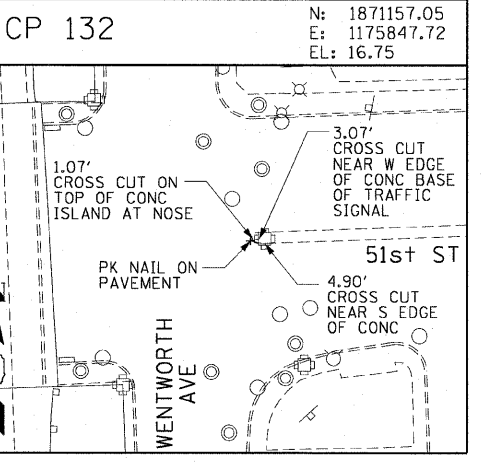 CP 132
N: 1871157.05
E: 1175847.72
EL: 16.75
3.07'
CROSS CUT
NEAR W EDGE
OF CONC BASE
OF TRAFFIC
SIGNAL
1.07'
CROSS CUT ON
TOP OF CONC
ISLAND AT NOSE
PK NAIL ON
PAVEMENT
51st ST
4.90'
CROSS CUT
NEAR S EDGE
OF CONC
WENTWORTH
AVE